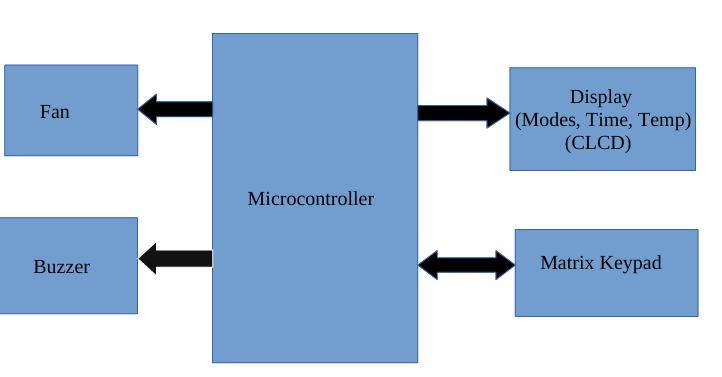 Fan
Buzzer
Microcontroller
Display
(Modes, Time, Temp)
(CLCD)
Matrix Keypad